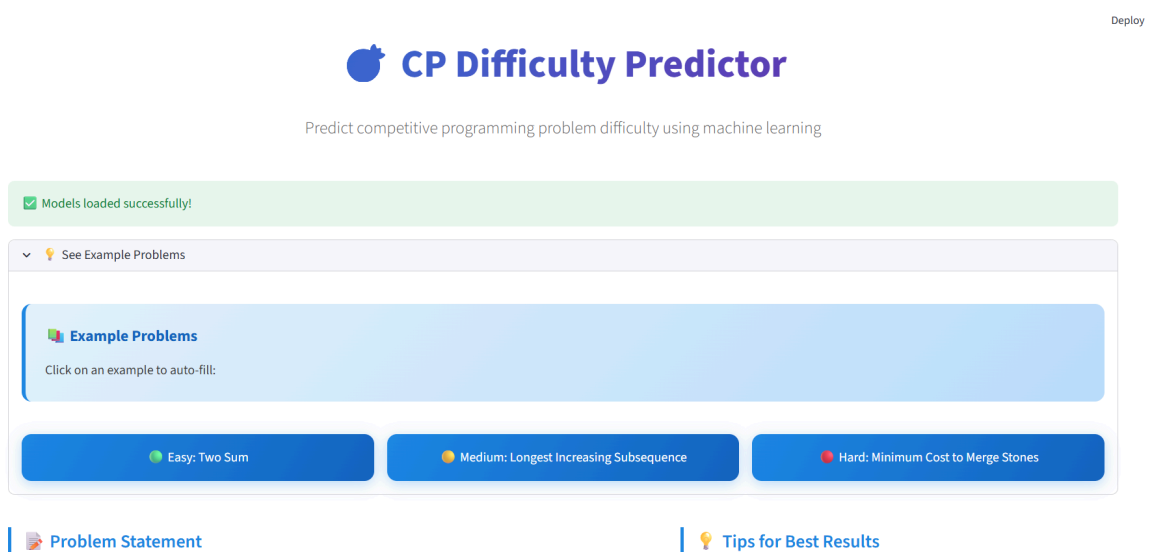 Deploy
CP Difficulty Predictor
Predict competitive programming problem difficulty using machine learning
Models loaded successfully!
See Example Problems
Example Problems
Click on an example to auto-fill:
Easy: Two Sum
Medium: Longest Increasing Subsequence
Hard: Minimum Cost to Merge Stones
Problem Statement
Tips for Best Results